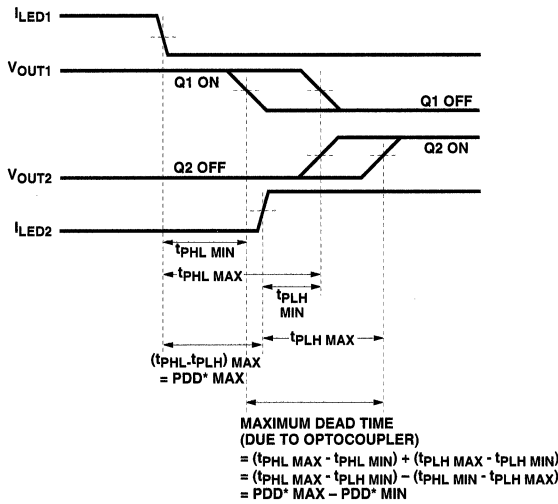 ILED1
VOUT1
Q1 ON
Q1 OFF
Q2 ON
Q2 OFF
VOUT2
ILED2
tPHL MIN
tPHL MAX
tPLH
MIN
tPLH MAX
(tPHL-tPLH) MAX
= PDD* MAX
MAXIMUM DEAD TIME
(DUE TO OPTOCOUPLER)
= (tPHL MAX - tPHL MIN) + (tPLH MAX - tPLH MIN)
= (tPHL MAX - tPLH MIN) – (tPHL MIN - tPLH MAX)
= PDD* MAX – PDD* MIN